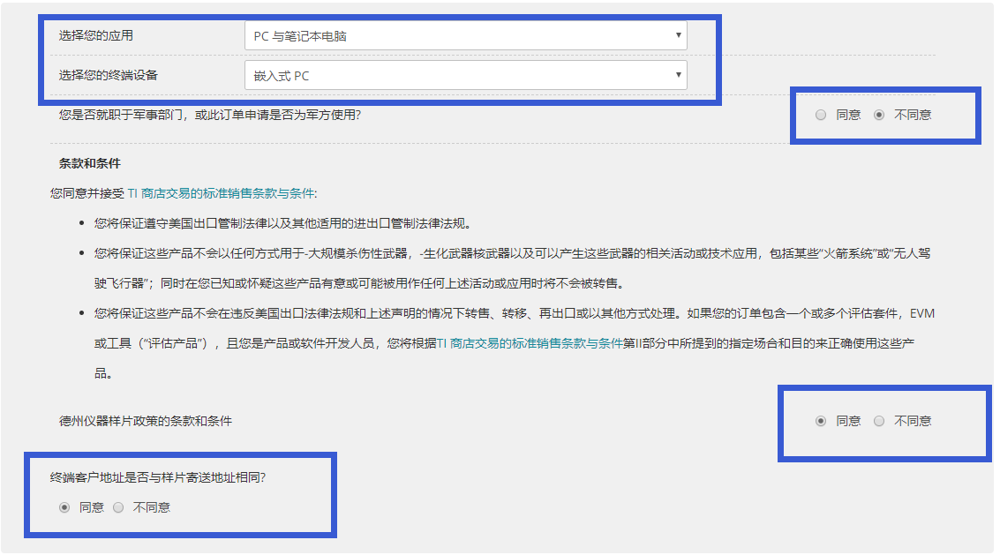 选择您的应用 PC 与笔记本电脑
选择您的终端设备 嵌入式 PC
您是否就职于军事部门，或此订单申请是否为军方使用? 同意 不同意
条款和条件
您同意并接受 TI 商店交易的标准销售条款与条件:
• 您将保证遵守美国出口管制法律以及其他适用的进出口管制法律法规。
• 您将保证这些产品不会以任何方式用于-大规模杀伤性武器，-生化武器核武器以及可以产生这些武器的相关活动或技术应用，包括某些“火箭系统”或“无人驾
驶飞行器”；同时在您已知或怀疑这些产品有意或可能被用作任何上述活动或应用时将不会被转售。
• 您将保证这些产品不会在违反美国出口法律法规和上述声明的情况下转售、转移、再出口或以其他方式处理。如果您的订单包含一个或多个评估套件，EVM
或工具（“评估产品”），且您是产品或软件开发人员，您将根据TI 商店交易的标准销售条款与条件第II部分中所提到的指定场合和目的来正确使用这些产
品。
德州仪器样片政策的条款和条件 同意 不同意
终端客户地址是否与样片寄送地址相同?
同意 不同意